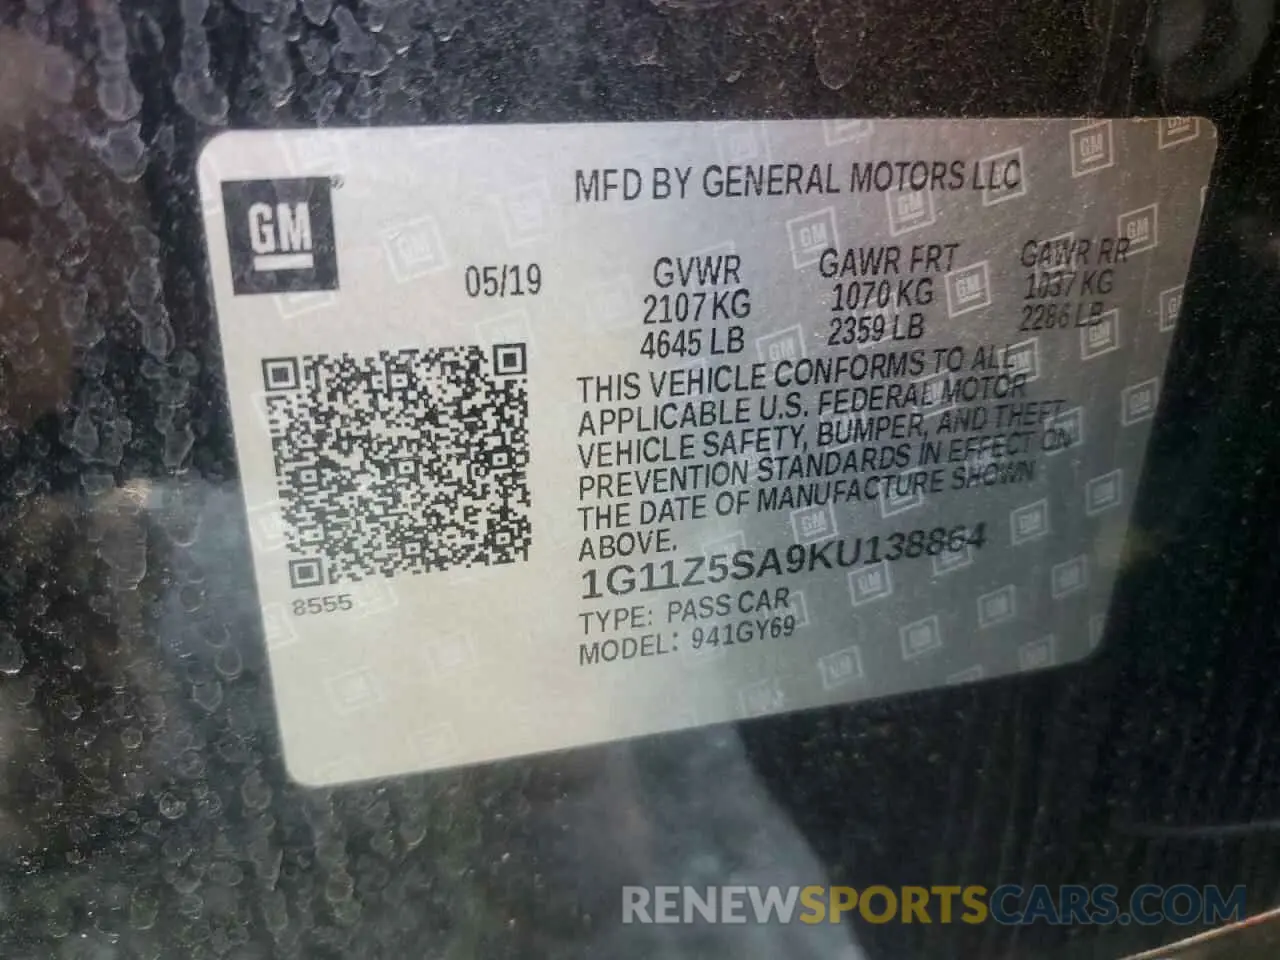 GM
MFD BY GENERAL MOTORS LLC
05/19
GVWR GAWR FRT GAWR RR
2107 KG 1070 KG 1037 KG
4645 LB 2359 LB 2286 LB
THIS VEHICLE CONFORMS TO ALL
APPLICABLE U.S. FEDERAL MOTOR
VEHICLE SAFETY, BUMPER, AND THEFT
PREVENTION STANDARDS IN EFFECT ON
THE DATE OF MANUFACTURE SHOWN
ABOVE.
1G11Z5SA9KU138864
TYPE: PASS CAR
MODEL: 941GY69
8555
RENEWSPORTSCARS.COM